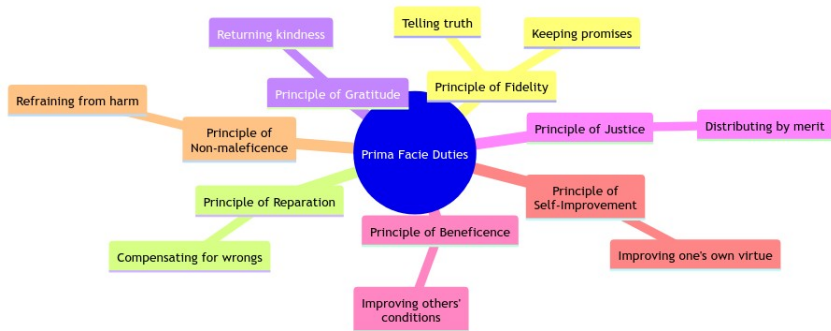 Telling truth
Keeping promises
Returning kindness
Principle of Fidelity
Principle of Gratitude
Refraining from harm
Principle of
Non-maleficence
Principle of Justice
Distributing by merit
Prima Facie Duties
Principle of Reparation
Principle of
Self-Improvement
Principle of Beneficence
Compensating for wrongs
Improving one's own virtue
Improving others'
conditions